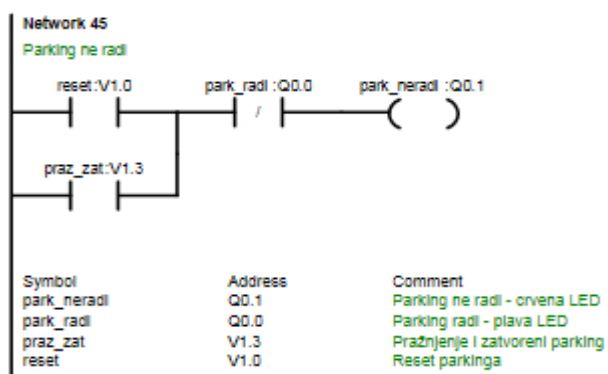 Network 45
Parking ne radi
reset:V1.0 park_radi :Q0.0 park_neradi :Q0.1
/
praz_zat:V1.3
Symbol Address Comment
park_neradi Q0.1 Parking ne radi - crvena LED
park_radi Q0.0 Parking radi - plava LED
praz_zat V1.3 Pražnjenje i zatvoreni parking
reset V1.0 Reset parkinga